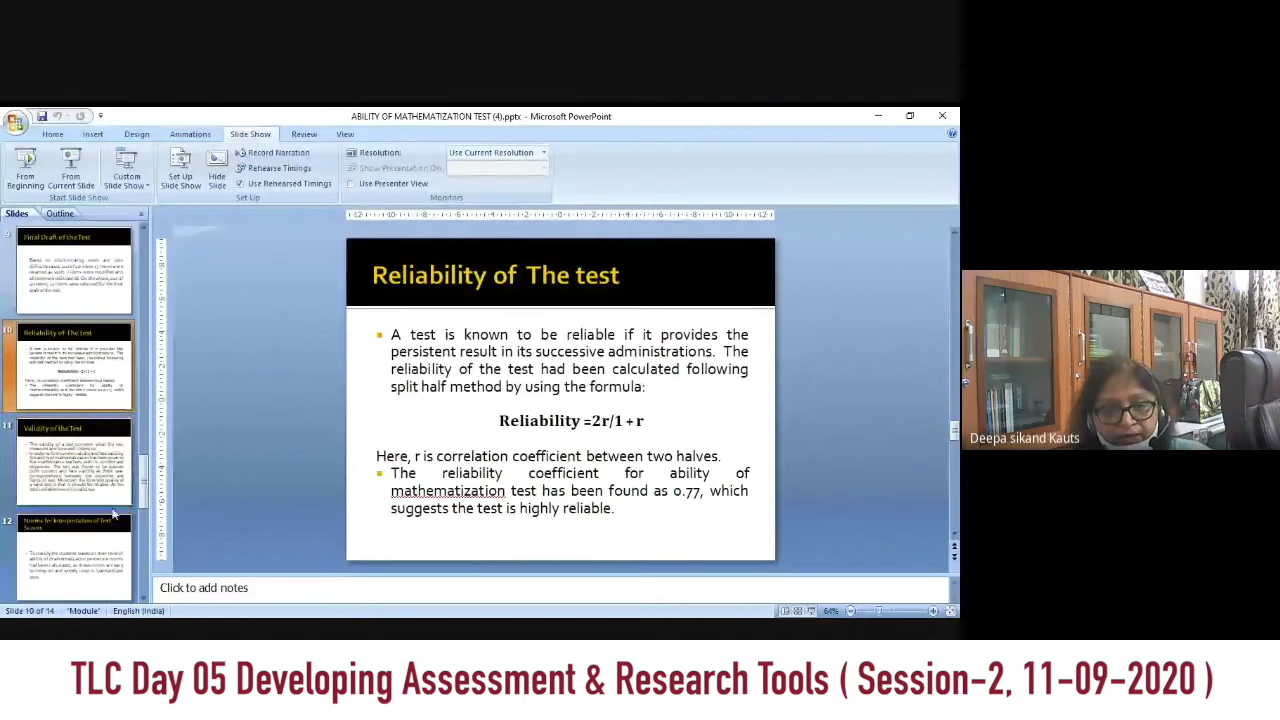 ABILITY OF MATHEMATIZATION TEST (4).pptx - Microsoft PowerPoint
Home Insert Design Animations Slide Show Review View
From Beginning
From Current Slide
Custom Slide Show
Start Slide Show
Set Up Slide Show
Hide Slide
Record Narration
Rehearse Timings
Use Rehearsed Timings
Set Up
Resolution: Use Current Resolution
Show Presentation On:
Use Presenter View
Monitors
Slides Outline
9
Final Draft of the Test
10
Reliability of The test
11
Validity of the Test
12
Norms for Interpretation of Test
Scores
Reliability of The test
A test is known to be reliable if it provides the
persistent result in its successive administrations. The
reliability of the test had been calculated following
split half method by using the formula:
Reliability =2r/1 + r
Here, r is correlation coefficient between two halves.
The reliability coefficient for ability of
mathematization test has been found as 0.77, which
suggests the test is highly reliable.
Click to add notes
Slide 10 of 14 "Module" English (India) 64%
Deepa sikand Kauts
TLC Day 05 Developing Assessment & Research Tools ( Session-2, 11-09-2020 )